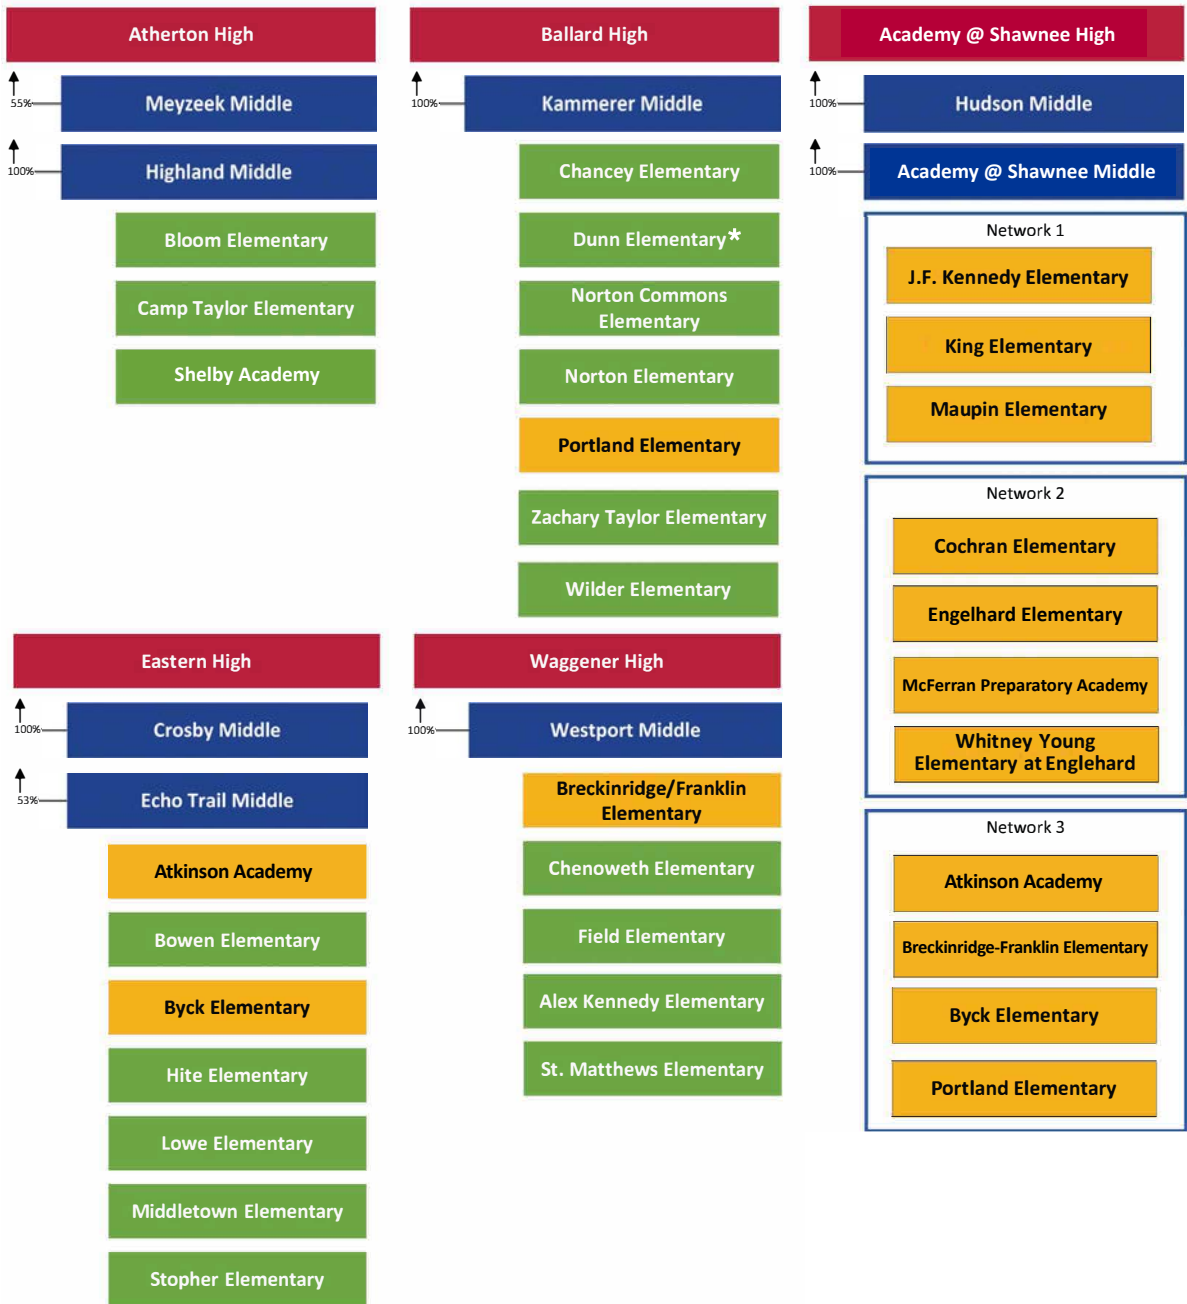 Atherton High
55%
Meyzeek Middle
100%
Highland Middle
Bloom Elementary
Camp Taylor Elementary
Shelby Academy
Ballard High
100%
Kammerer Middle
Chancey Elementary
Dunn Elementary*
Norton Commons
Elementary
Norton Elementary
Portland Elementary
Zachary Taylor Elementary
Wilder Elementary
Academy @ Shawnee High
100%
Hudson Middle
100%
Academy @ Shawnee Middle
Network 1
J.F. Kennedy Elementary
King Elementary
Maupin Elementary
Network 2
Cochran Elementary
Engelhard Elementary
McFerran Preparatory Academy
Whitney Young
Elementary at Englehard
Network 3
Atkinson Academy
Breckinridge-Franklin Elementary
Byck Elementary
Portland Elementary
Eastern High
100%
Crosby Middle
53%
Echo Trail Middle
Atkinson Academy
Bowen Elementary
Byck Elementary
Hite Elementary
Lowe Elementary
Middletown Elementary
Stopher Elementary
Waggener High
100%
Westport Middle
Breckinridge/Franklin
Elementary
Chenoweth Elementary
Field Elementary
Alex Kennedy Elementary
St. Matthews Elementary